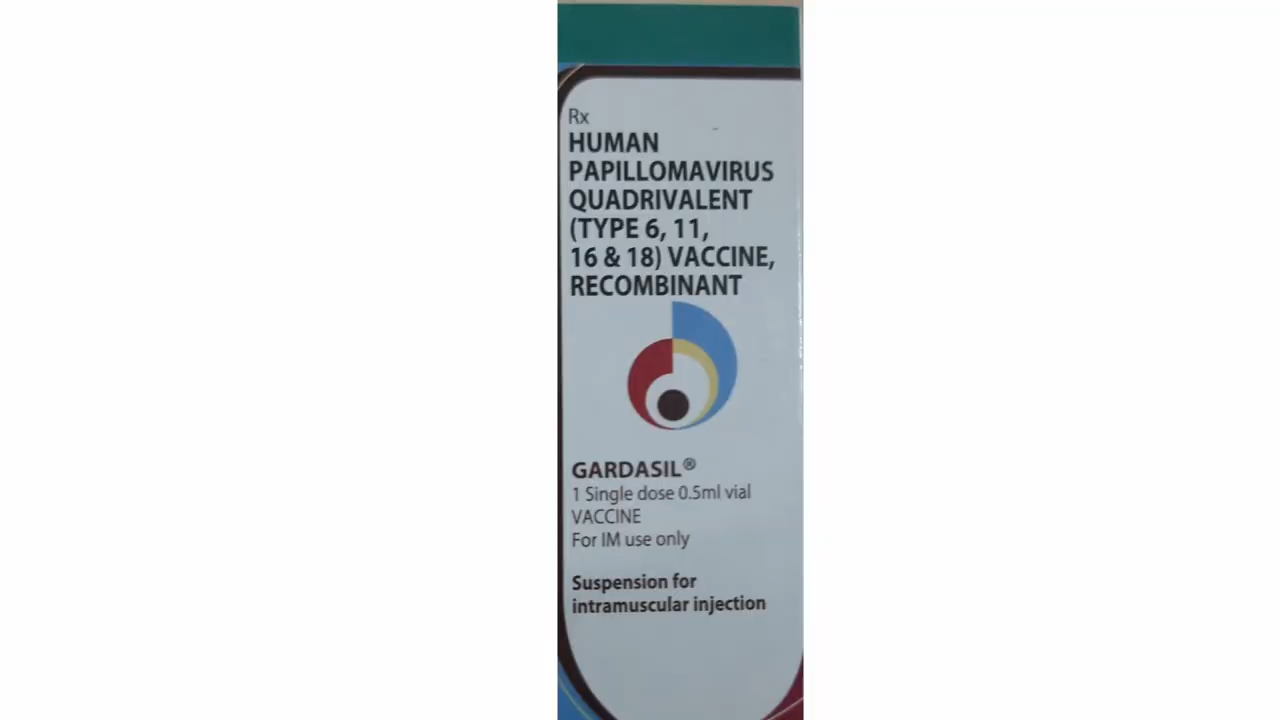 Rx
HUMAN
PAPILLOMAVIRUS
QUADRIVALENT
(TYPE 6, 11,
16 & 18) VACCINE,
RECOMBINANT
GARDASIL®
1 Single dose 0.5ml vial
VACCINE
For IM use only
Suspension for
intramuscular injection